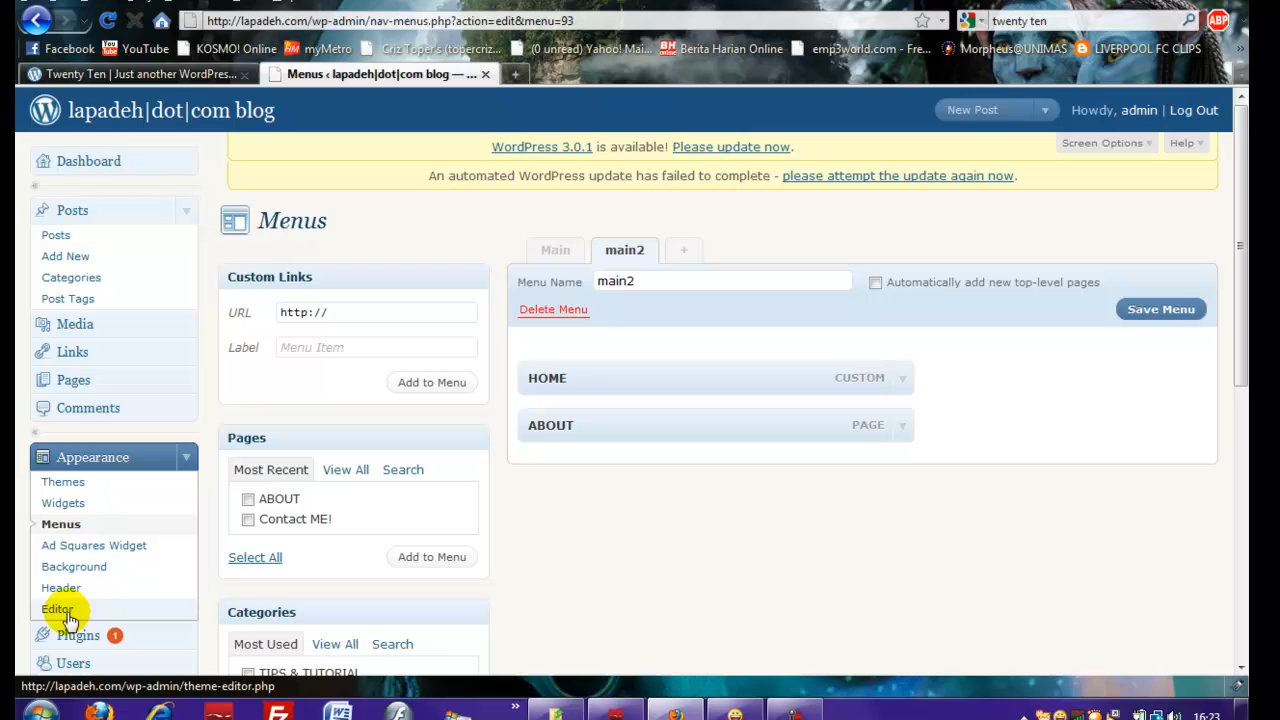 lapadeh.com/wp-admin/nav-menus.php?action=edit&menu=93
twenty ten
ABP
Facebook
YouTube
KOSMO! Online
myMetro
Criz Toper's (topercriz...
(0 unread) Yahoo! Mai...
Berita Harian Online
emp3world.com - Fre...
Morpheus@UNIMAS
LIVERPOOL FC CLIPS
Twenty Ten | Just another WordPres...
Menus ‹ lapadeh|dot|com blog — ...
lapadeh|dot|com blog
New Post
Howdy, admin | Log Out
WordPress 3.0.1 is available! Please update now.
Screen Options
Help
An automated WordPress update has failed to complete - please attempt the update again now.
Dashboard
Posts
Posts
Add New
Categories
Post Tags
Media
Links
Pages
Comments
Appearance
Themes
Widgets
Menus
Ad Squares Widget
Background
Header
Editor
Plugins 1
Users
Menus
Custom Links
URL http://
Label Menu Item
Add to Menu
Pages
Most Recent View All Search
ABOUT
Contact ME!
Select All Add to Menu
Categories
Most Used View All Search
TIPS & TUTORIAL
Main main2 +
Menu Name main2 Automatically add new top-level pages
Delete Menu Save Menu
HOME CUSTOM
ABOUT PAGE
http://lapadeh.com/wp-admin/theme-editor.php
16:23